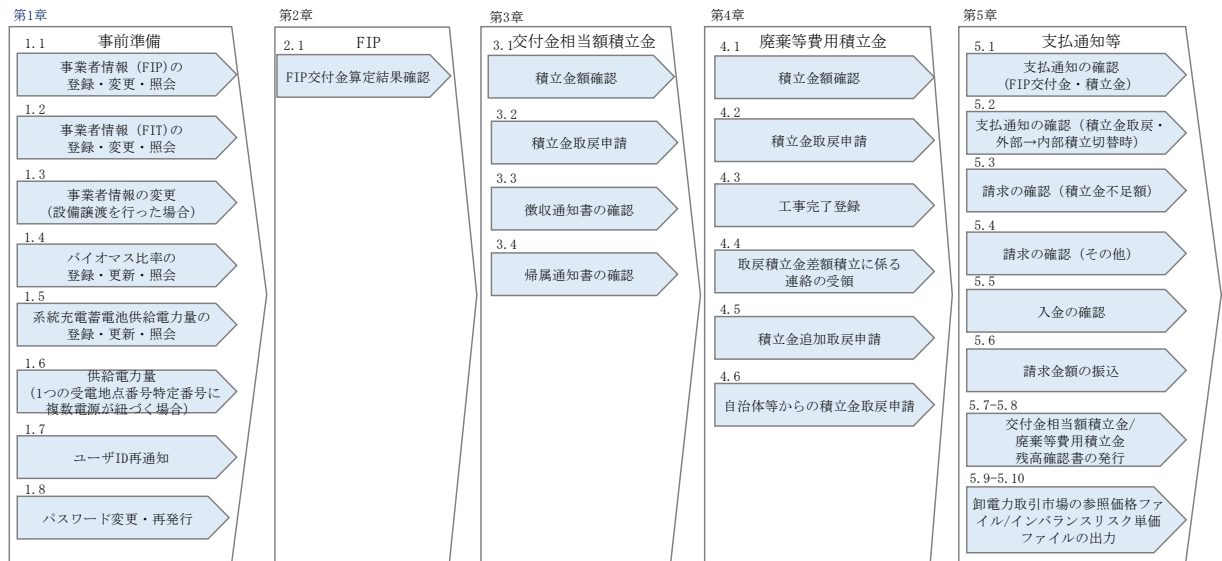 第1章
事前準備
1.1
事業者情報（FIP)の
登録・変更・照会
1.2
事業者情報（FIT)の
登録・変更・照会
1.3
事業者情報の変更
(設備譲渡を行った場合)
1.4
バイオマス比率の
登録・更新・照会
1.5
系統充電蓄電池供給電力量の
登録・更新・照会
1.6
供給電力量
(1つの受電地点番号特定番号に
複数電源が紐づく場合)
1.7
ユーザID再通知
1.8
パスワード変更・再発行
第2章
FIP
2.1
FIP交付金算定結果確認
第3章
交付金相当額積立金
3.1
積立金額確認
3.2
積立金取戻申請
3.3
徴収通知書の確認
3.4
帰属通知書の確認
第4章
廃棄等費用積立金
4.1
積立金額確認
4.2
積立金取戻申請
4.3
工事完了登録
4.4
取戻積立金差額積立に係る
連絡の受領
4.5
積立金追加取戻申請
4.6
自治体等からの積立金取戻申請
第5章
支払通知等
5.1
支払通知の確認
(FIP交付金・積立金)
5.2
支払通知の確認（積立金取戻・
外部→内部積立切替時）
5.3
請求の確認（積立金不足額）
5.4
請求の確認（その他）
5.5
入金の確認
5.6
請求金額の振込
5.7-5.8
交付金相当額積立金/
廃棄等費用積立金
残高確認書の発行
5.9-5.10
卸電力取引市場の参照価格ファ
イル/インバランスリスク単価
ファイルの出力